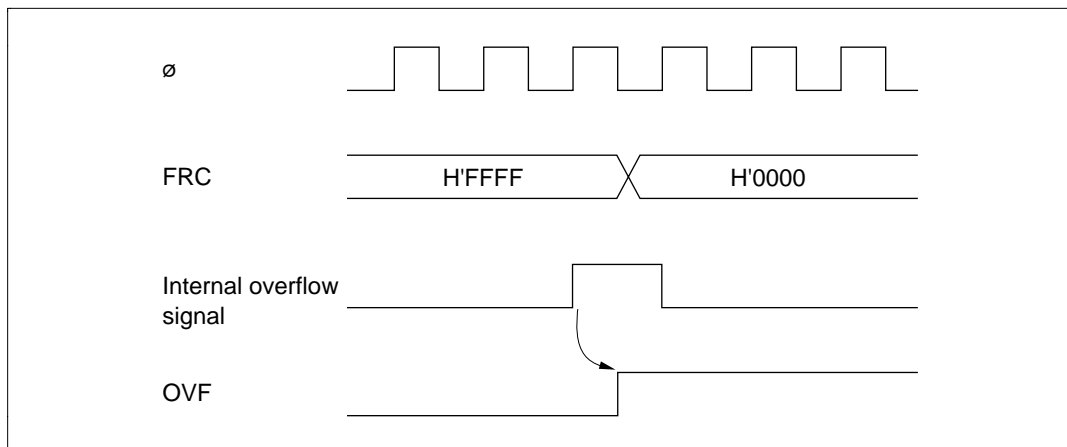 ø
FRC
H'FFFF
H'0000
Internal overflow
signal
OVF